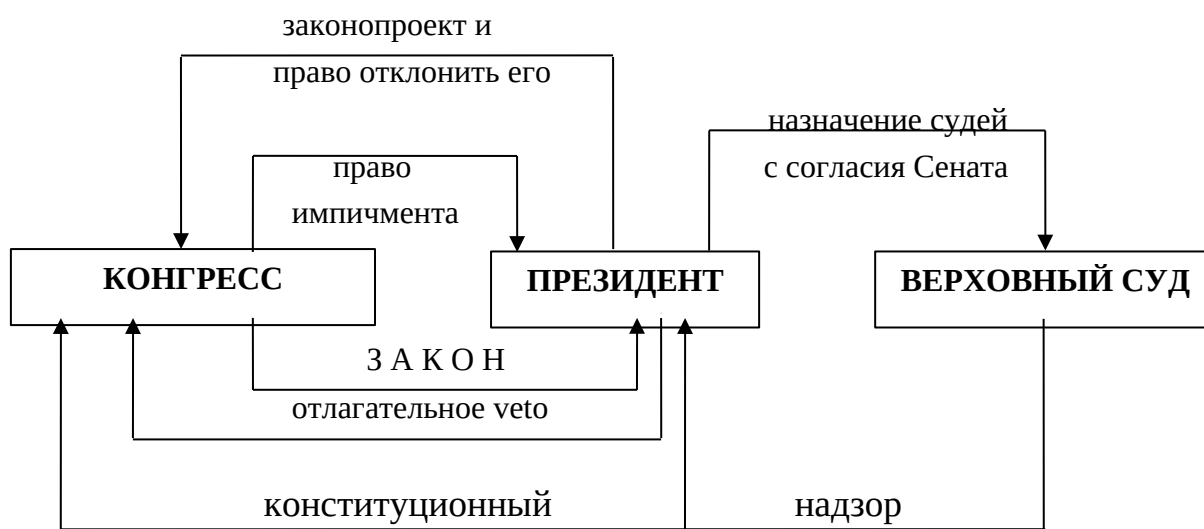 законопроект и
право отклонить его
назначение судей
с согласия Сената
право
импичмента
КОНГРЕСС
ПРЕЗИДЕНТ
ВЕРХОВНЫЙ СУД
З А К О Н
отлагательное veto
конституционный надзор